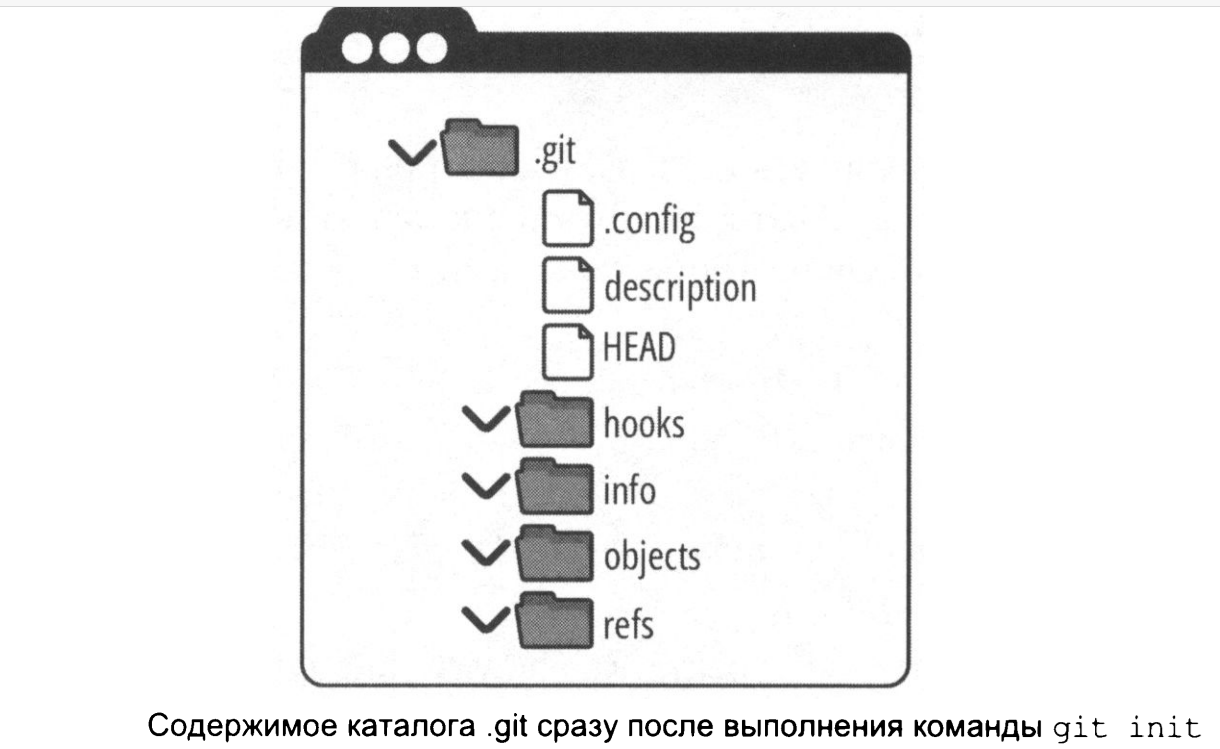 .git
.config
description
HEAD
hooks
info
objects
refs
Содержимое каталога .git сразу после выполнения команды git init